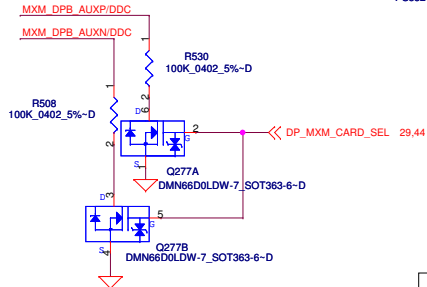 MXM_DPB_AUXP/DDC
MXM_DPB_AUXN/DDC
1
R530
100K_0402_5%~D
2
1
R508
100K_0402_5%~D
2
D
6
2
G
DP_MXM_CARD_SEL 29,44
S
1
Q277A
DMN66D0LDW-7_SOT363-6~D
D
3
5
G
S
4
Q277B
DMN66D0LDW-7_SOT363-6~D